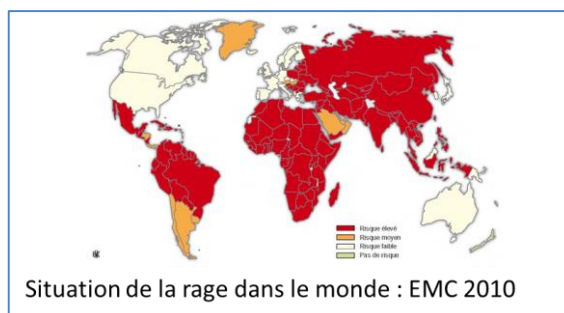 Risque élevé
Risque moyen
Risque faible
Pas de risque
Situation de la rage dans le monde : EMC 2010